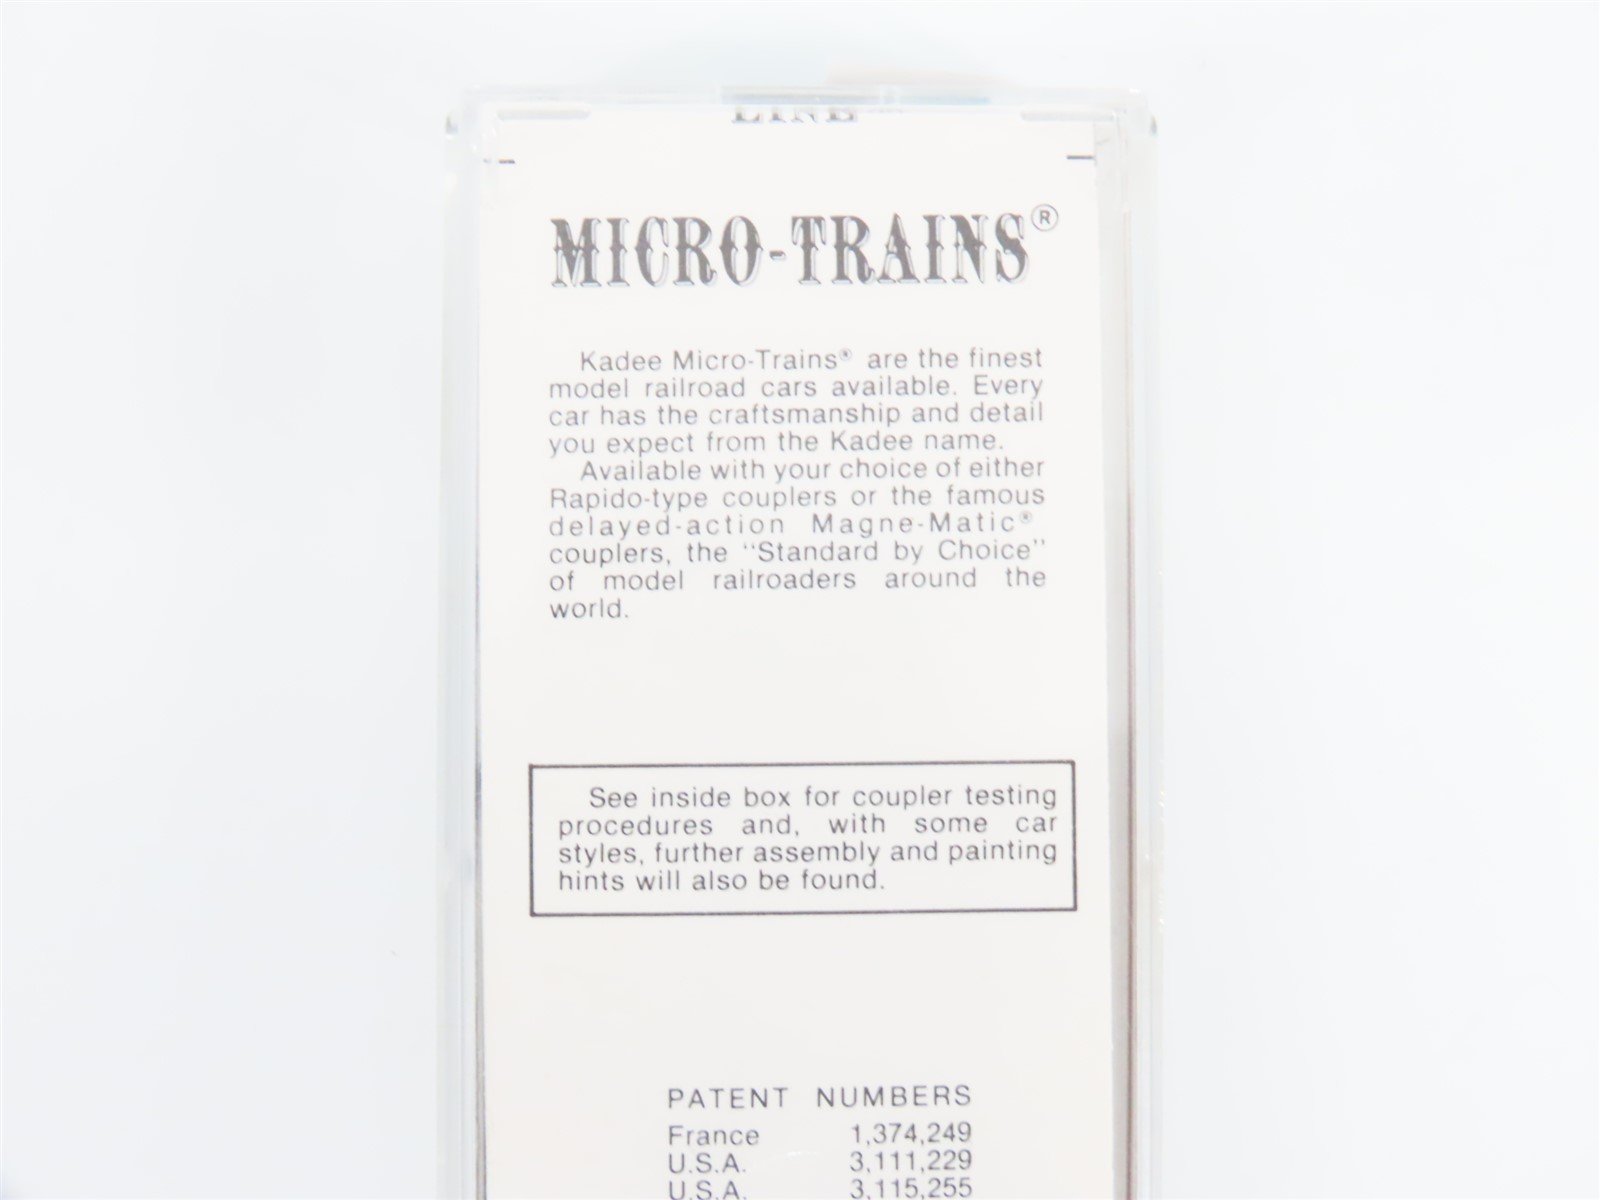 LINE
MICRO-TRAINS®
Kadee Micro-Trains® are the finest
model railroad cars available. Every
car has the craftsmanship and detail
you expect from the Kadee name.
Available with your choice of either
Rapido-type couplers or the famous
delayed-action Magne-Matic®
couplers, the "Standard by Choice"
of model railroaders around the
world.
See inside box for coupler testing
procedures and, with some car
styles, further assembly and painting
hints will also be found.
PATENT NUMBERS
France 1,374,249
U.S.A. 3,111,229
U.S.A. 3,115,255